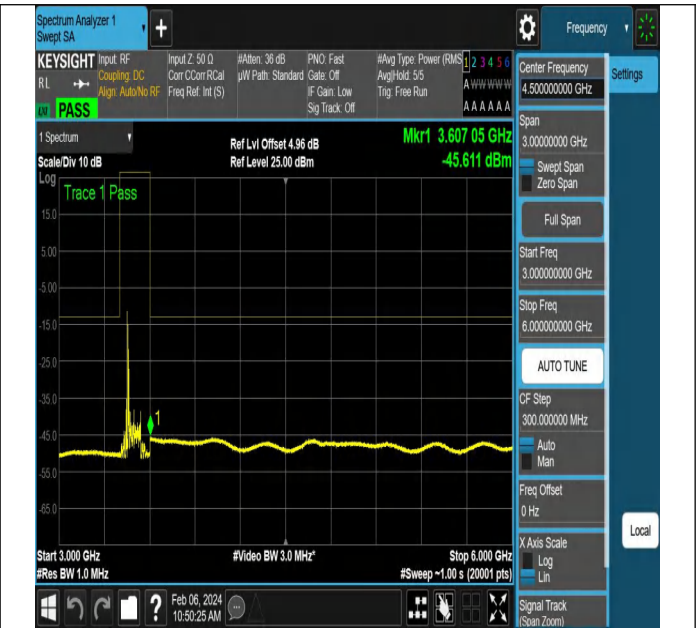 Spectrum Analyzer 1
Swept SA
+
Frequency
KEYSIGHT
RL
PASS
Input: RF
Coupling: DC
Align: Auto/No RF
Input Z: 50 Ω
Corr CCorr RCal
Freq Ref: Int (S)
#Atten: 36 dB
µW Path: Standard
PNO: Fast
Gate: Off
IF Gain: Low
Sig Track: Off
#Avg Type: Power (RMS
Avg|Hold: 5/5
Trig: Free Run
1 2 3 4 5 6
A W W W W W
A A A A A A
1 Spectrum
Scale/Div 10 dB
Ref Lvl Offset 4.96 dB
Ref Level 25.00 dBm
Mkr1 3.607 05 GHz
-45.611 dBm
Log
Trace 1 Pass
15.0
5.00
-5.00
-15.0
-25.0
-35.0
-45.0
-55.0
-65.0
1
Start 3.000 GHz
#Res BW 1.0 MHz
#Video BW 3.0 MHz*
Stop 6.000 GHz
#Sweep ~1.00 s (20001 pts)
?
Feb 06, 2024
10:50:25 AM
Center Frequency
4.500000000 GHz
Settings
Span
3.00000000 GHz
Swept Span
Zero Span
Full Span
Start Freq
3.000000000 GHz
Stop Freq
6.000000000 GHz
AUTO TUNE
CF Step
300.000000 MHz
Auto
Man
Freq Offset
0 Hz
Local
X Axis Scale
Log
Lin
Signal Track
(Span Zoom)